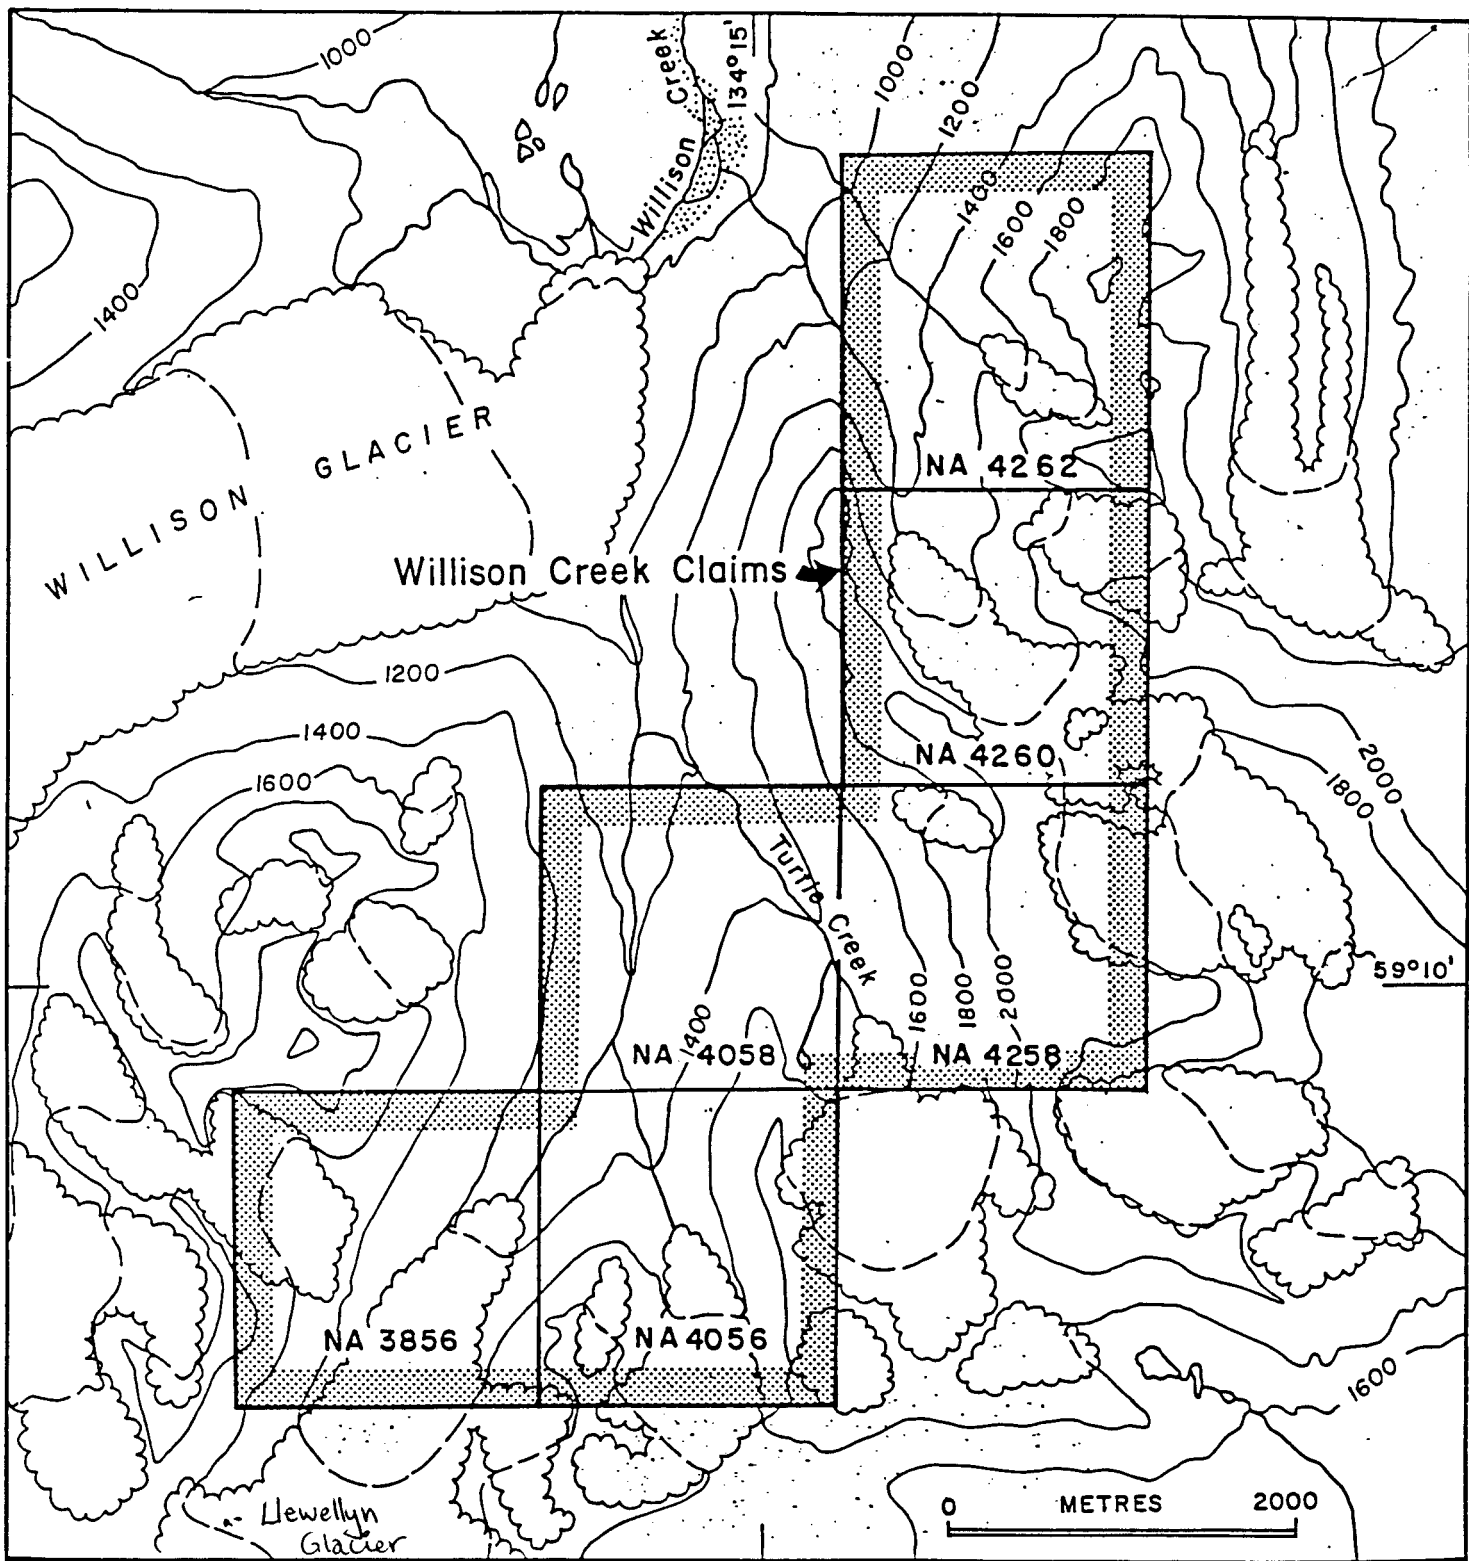 1000
Creek
134°15'
1000
1200
Willison
1400
1600
1800
1400
WILLISON GLACIER
NA 4262
Willison Creek Claims
1200
1400
1600
NA 4260
2000
1800
Turtle Creek
59°10'
1600
1800
2000
1400
NA 4058
NA 4258
NA 3856
NA 4056
1600
0 METRES 2000
Llewellyn
Glacier